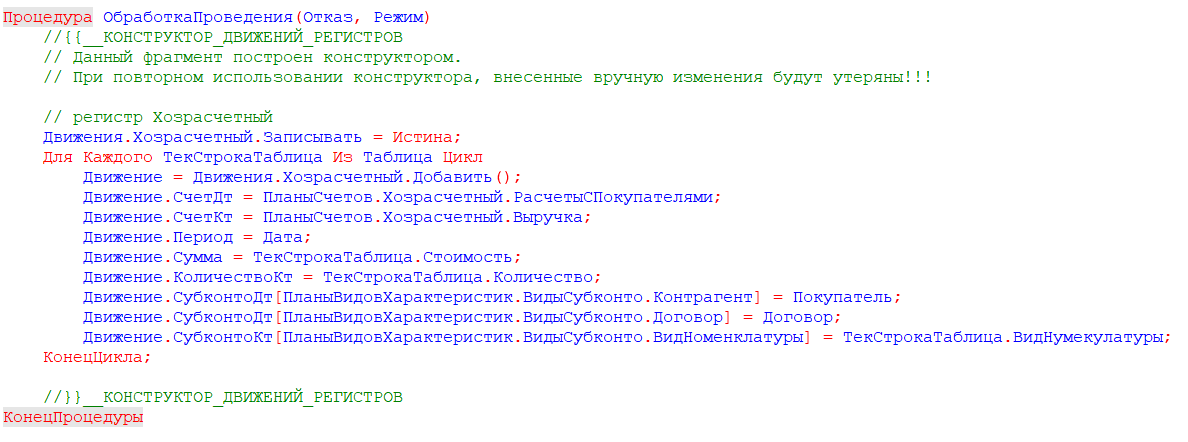 Процедура ОбработкаПроведения(Отказ, Режим)
//{{__КОНСТРУКТОР_ДВИЖЕНИЙ_РЕГИСТРОВ
// Данный фрагмент построен конструктором.
// При повторном использовании конструктора, внесенные вручную изменения будут утеряны!!!
// регистр Хозрасчетный
Движения.Хозрасчетный.Записывать = Истина;
Для Каждого ТекСтрокаТаблица Из Таблица Цикл
Движение = Движения.Хозрасчетный.Добавить();
Движение.СчетДт = ПланыСчетов.Хозрасчетный.РасчетыСПокупателями;
Движение.СчетКт = ПланыСчетов.Хозрасчетный.Выручка;
Движение.Период = Дата;
Движение.Сумма = ТекСтрокаТаблица.Стоимость;
Движение.КоличествоКт = ТекСтрокаТаблица.Количество;
Движение.СубконтоДт[ПланыВидовХарактеристик.ВидыСубконто.Контрагент] = Покупатель;
Движение.СубконтоДт[ПланыВидовХарактеристик.ВидыСубконто.Договор] = Договор;
Движение.СубконтоКт[ПланыВидовХарактеристик.ВидыСубконто.ВидНоменклатуры] = ТекСтрокаТаблица.ВидНумекулатуры;
КонецЦикла;
//}}__КОНСТРУКТОР_ДВИЖЕНИЙ_РЕГИСТРОВ
КонецПроцедуры